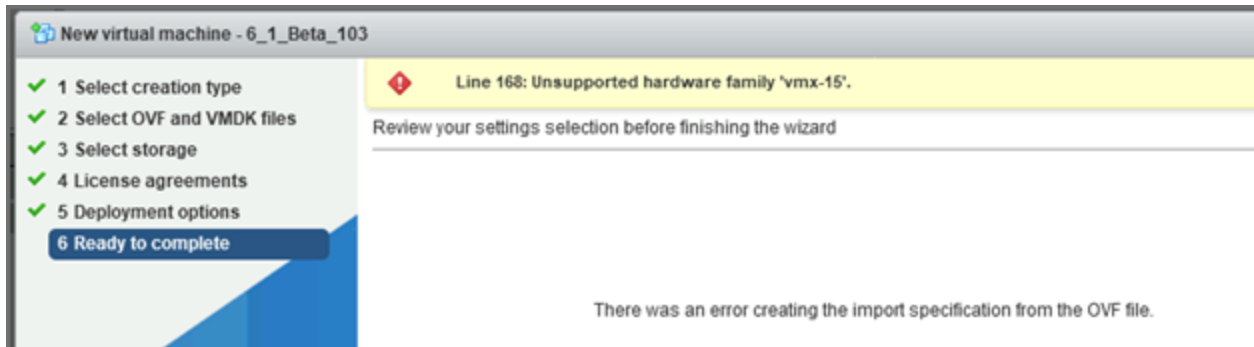 New virtual machine - 6_1_Beta_103
1 Select creation type
2 Select OVF and VMDK files
3 Select storage
4 License agreements
5 Deployment options
6 Ready to complete
Line 168: Unsupported hardware family 'vmx-15'.
Review your settings selection before finishing the wizard
There was an error creating the import specification from the OVF file.